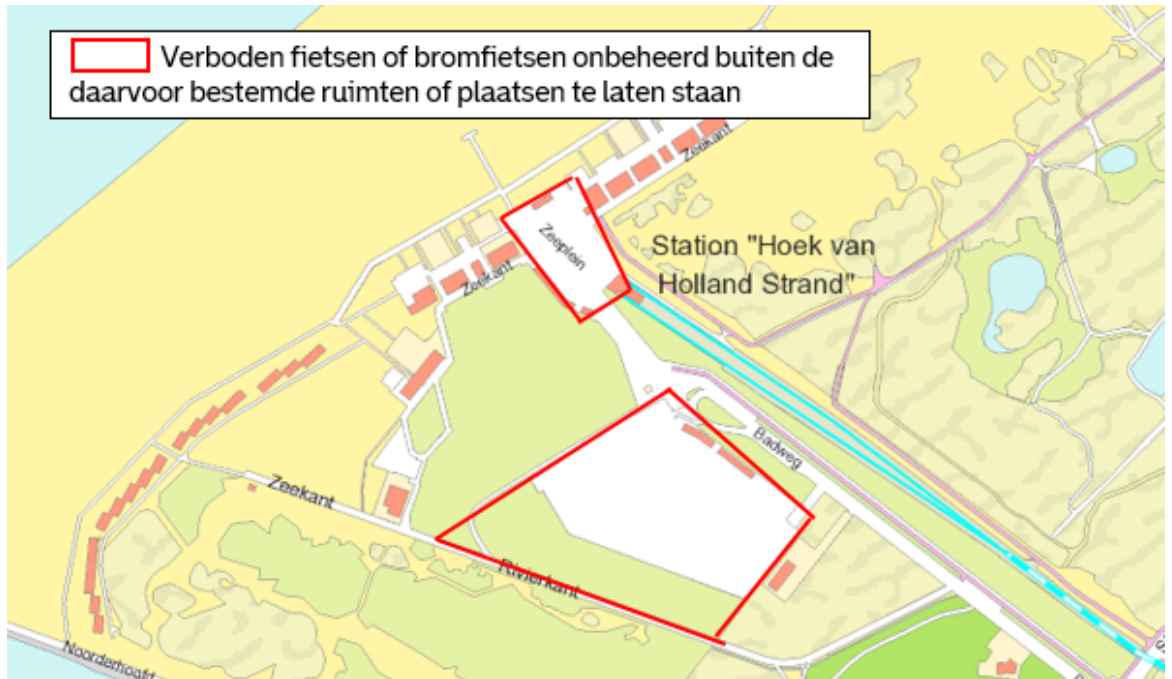 Verboden fietsen of bromfietsen onbeheerd buiten de
daarvoor bestemde ruimten of plaatsen te laten staan
Zeekant
Zeeplein
Station "Hoek van
Holland Strand"
Zeekant
Badweg
Zeekant
Rivierkant
Noorderhoofd